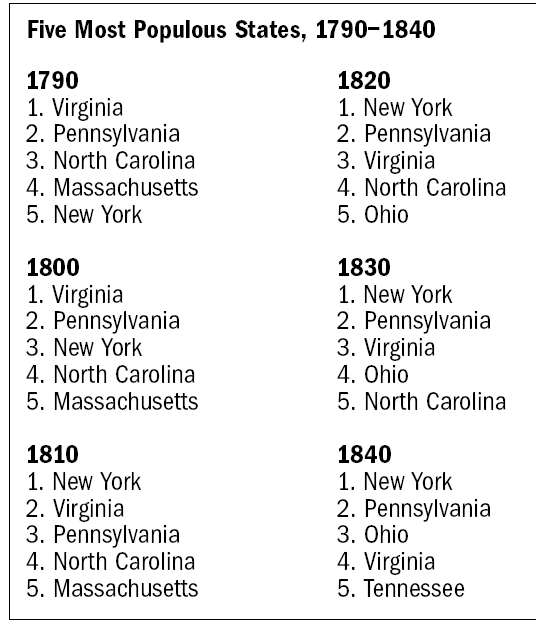 Five Most Populous States, 1790–1840
1790
1. Virginia
2. Pennsylvania
3. North Carolina
4. Massachusetts
5. New York
1800
1. Virginia
2. Pennsylvania
3. New York
4. North Carolina
5. Massachusetts
1810
1. New York
2. Virginia
3. Pennsylvania
4. North Carolina
5. Massachusetts
1820
1. New York
2. Pennsylvania
3. Virginia
4. North Carolina
5. Ohio
1830
1. New York
2. Pennsylvania
3. Virginia
4. Ohio
5. North Carolina
1840
1. New York
2. Pennsylvania
3. Ohio
4. Virginia
5. Tennessee